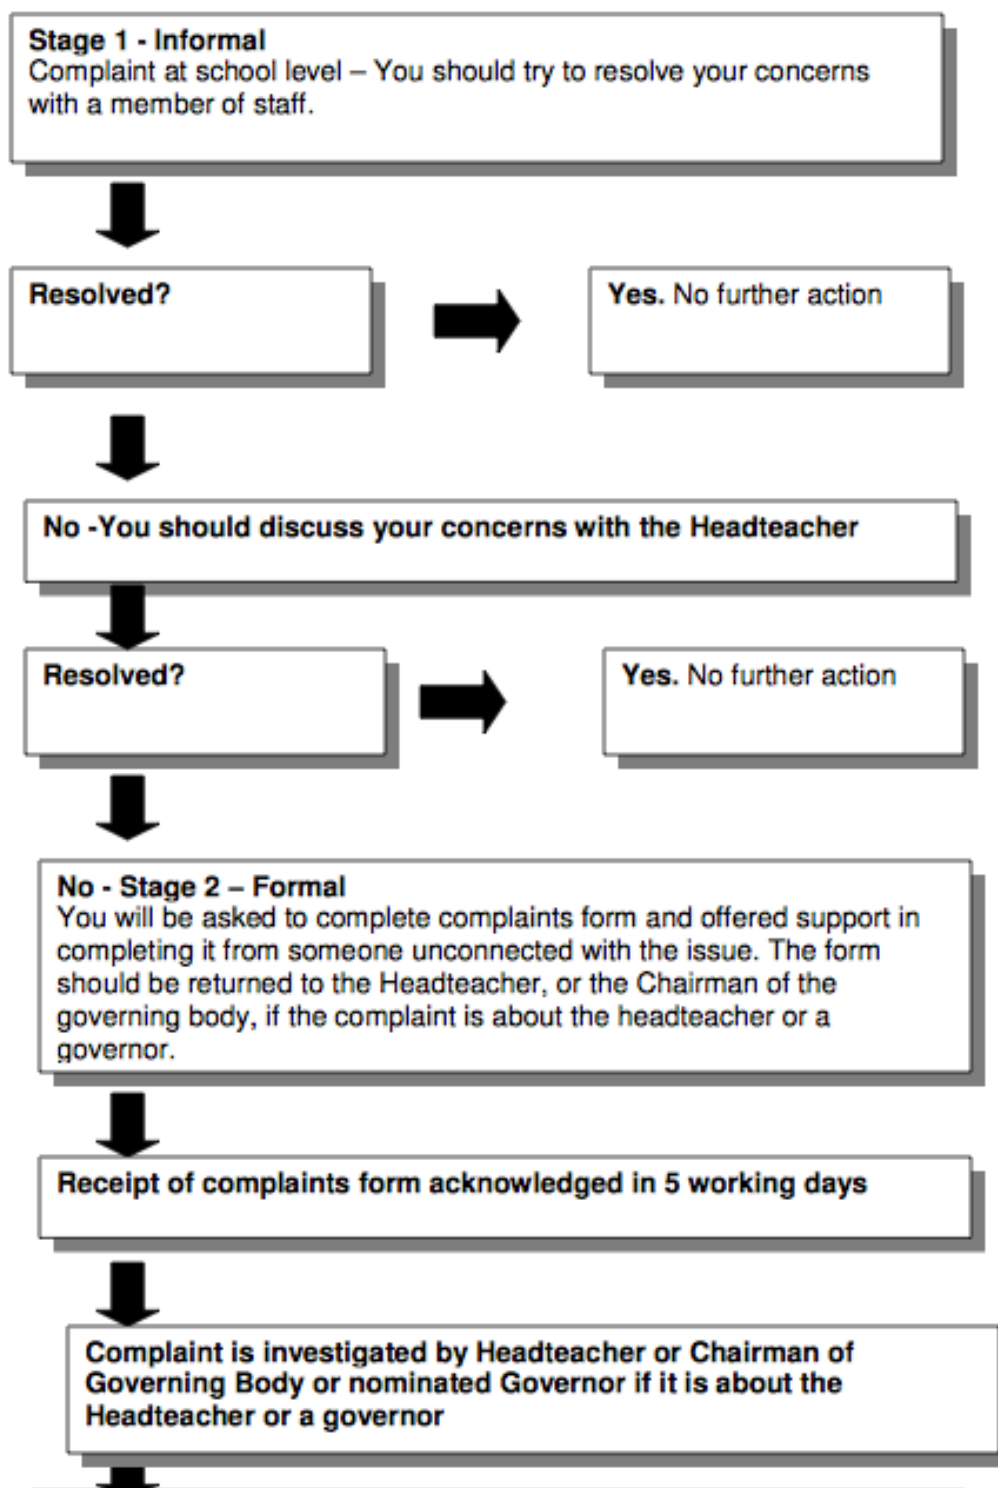 Stage 1 - Informal
Complaint at school level – You should try to resolve your concerns
with a member of staff.
Resolved?
Yes. No further action
No -You should discuss your concerns with the Headteacher
Resolved?
Yes. No further action
No - Stage 2 – Formal
You will be asked to complete complaints form and offered support in
completing it from someone unconnected with the issue. The form
should be returned to the Headteacher, or the Chairman of the
governing body, if the complaint is about the headteacher or a
governor.
Receipt of complaints form acknowledged in 5 working days
Complaint is investigated by Headteacher or Chairman of
Governing Body or nominated Governor if it is about the
Headteacher or a governor